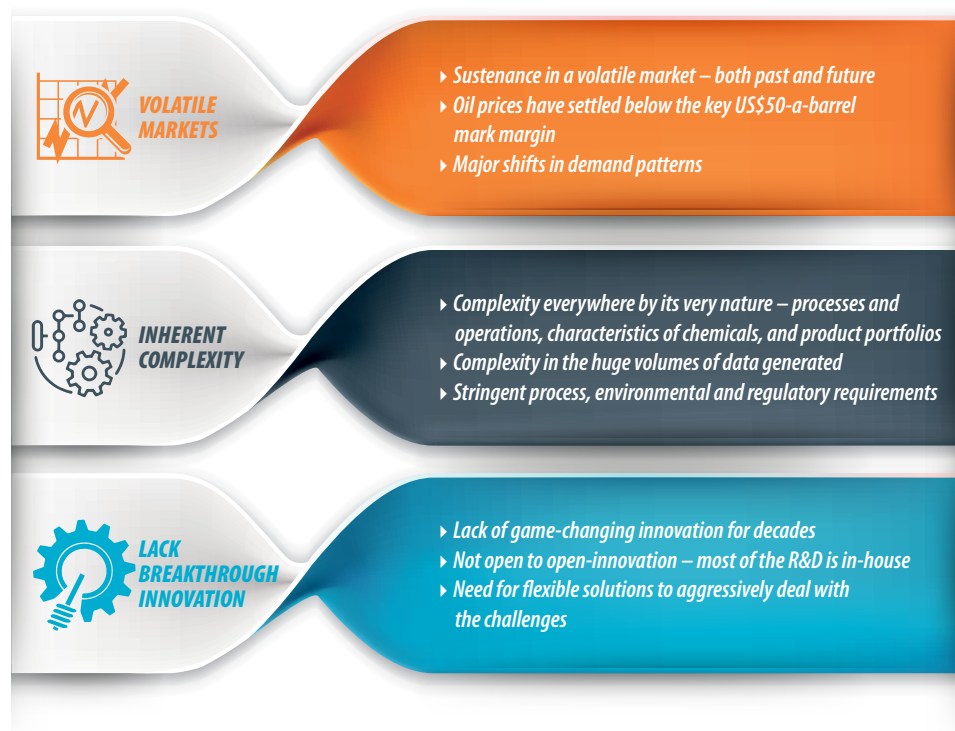 VOLATILE
MARKETS
▸ Sustenance in a volatile market – both past and future
▸ Oil prices have settled below the key US$50-a-barrel
mark margin
▸ Major shifts in demand patterns
INHERENT
COMPLEXITY
▸ Complexity everywhere by its very nature – processes and
operations, characteristics of chemicals, and product portfolios
▸ Complexity in the huge volumes of data generated
▸ Stringent process, environmental and regulatory requirements
LACK
BREAKTHROUGH
INNOVATION
▸ Lack of game-changing innovation for decades
▸ Not open to open-innovation – most of the R&D is in-house
▸ Need for flexible solutions to aggressively deal with
the challenges